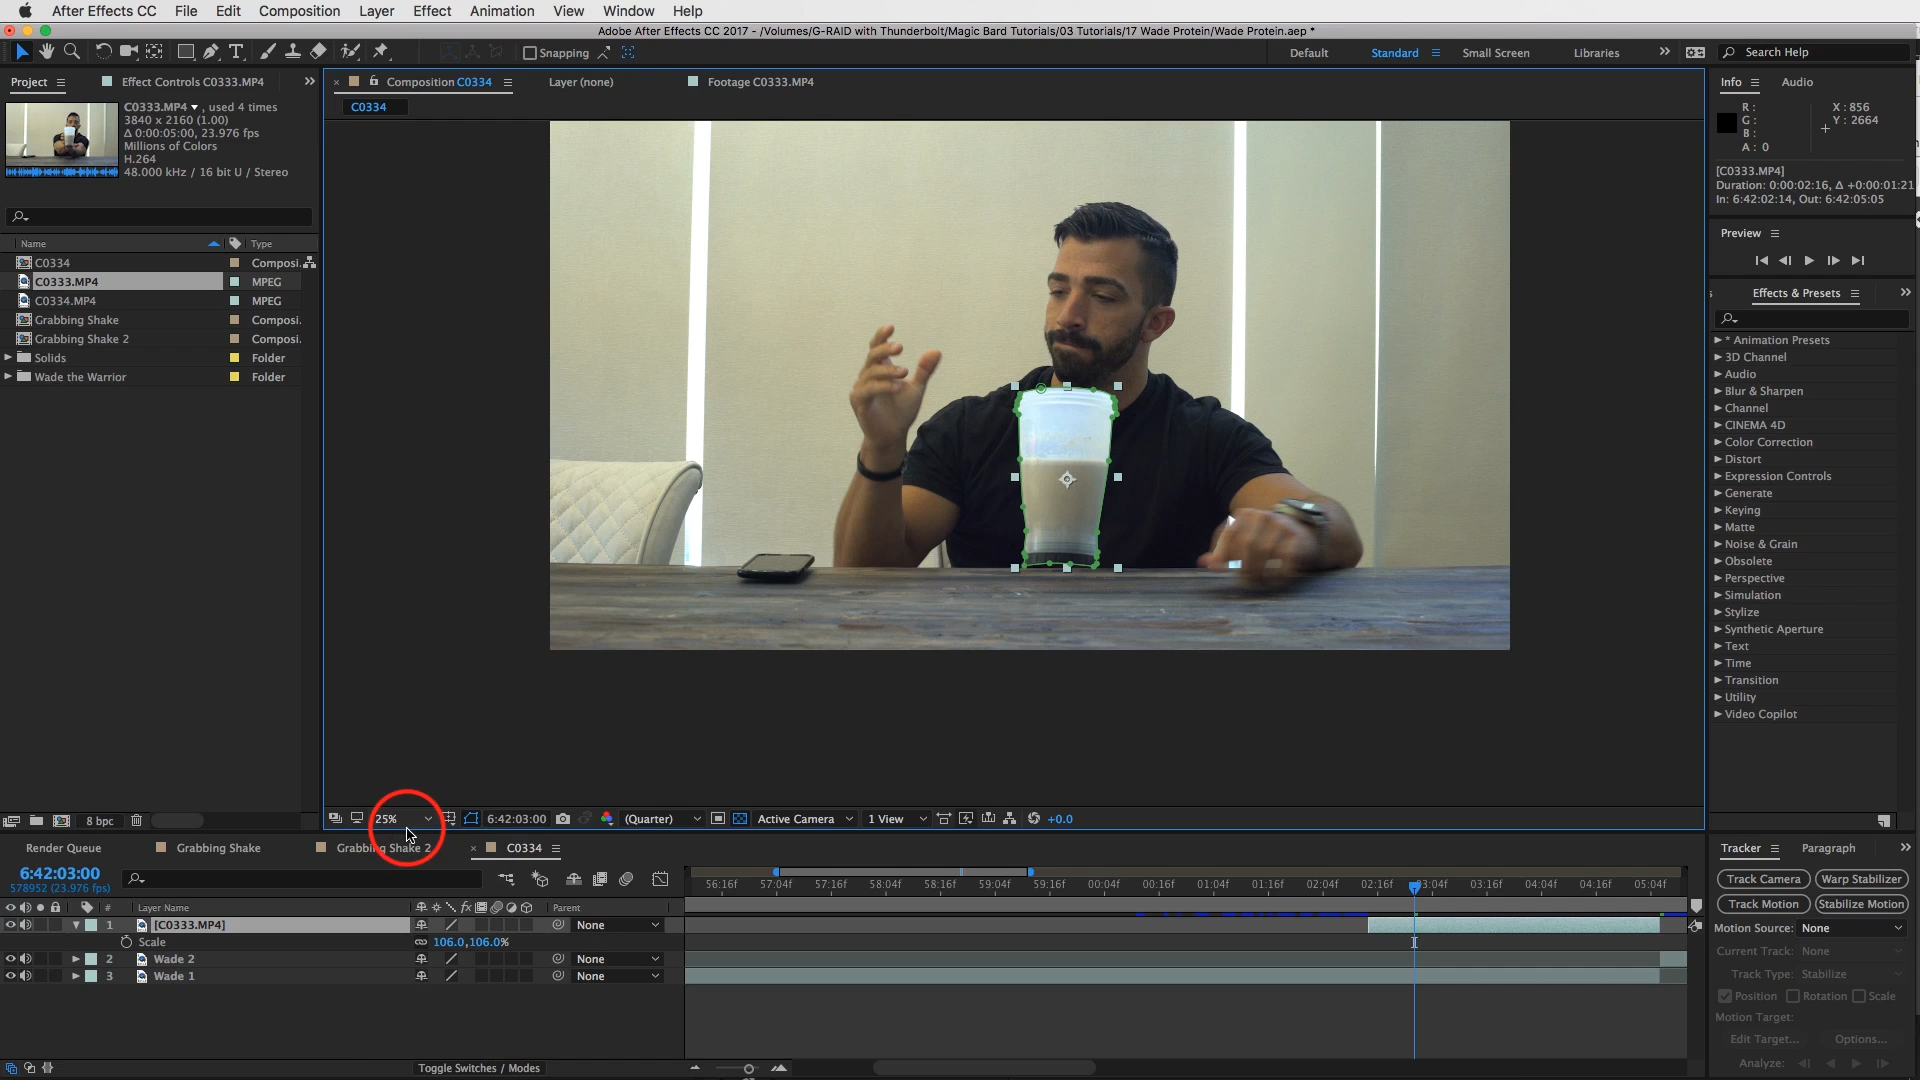 After Effects CC File Edit Composition Layer Effect Animation View Window Help
Adobe After Effects CC 2017 - /Volumes/G-RAID with Thunderbolt/Magic Bard Tutorials/03 Tutorials/17 Wade Protein/Wade Protein.aep *
Snapping Default Standard Small Screen Libraries Search Help
Project Effect Controls C0333.MP4 Composition C0334 Layer (none) Footage C0333.MP4 Info Audio
C0334
C0333.MP4 , used 4 times
3840 x 2160 (1.00)
Δ 0:00:05:00, 23.976 fps
Millions of Colors
H.264
48.000 kHz / 16 bit U / Stereo
R: X : 856
G: Y : 2664
B:
A : 0
[C0333.MP4]
Duration: 0:00:02:16, Δ +0:00:01:21
In: 6:42:02:14, Out: 6:42:05:05
Preview
Name Type
C0334 Composi.
C0333.MP4 MPEG
C0334.MP4 MPEG
Grabbing Shake Composi.
Grabbing Shake 2 Composi.
Solids Folder
Wade the Warrior Folder
Effects & Presets
* Animation Presets
3D Channel
Audio
Blur & Sharpen
Channel
CINEMA 4D
Color Correction
Distort
Expression Controls
Generate
Keying
Matte
Noise & Grain
Obsolete
Perspective
Simulation
Stylize
Synthetic Aperture
Text
Time
Transition
Utility
Video Copilot
8 bpc
25% 6:42:03:00 (Quarter) Active Camera 1 View +0.0
Render Queue Grabbing Shake Grabbing Shake 2 C0334
6:42:03:00
578952 (23.976 fps)
56:16f 57:04f 57:16f 58:04f 58:16f 59:04f 59:16f 00:04f 00:16f 01:04f 01:16f 02:04f 02:16f 03:04f 03:16f 04:04f 04:16f 05:04f
# Layer Name Parent
1 [C0333.MP4] None
Scale 106.0,106.0%
2 Wade 2 None
3 Wade 1 None
Toggle Switches / Modes
Tracker Paragraph
Track Camera Warp Stabilizer
Track Motion Stabilize Motion
Motion Source: None
Current Track: None
Track Type: Stabilize
Position Rotation Scale
Motion Target:
Edit Target... Options...
Analyze: